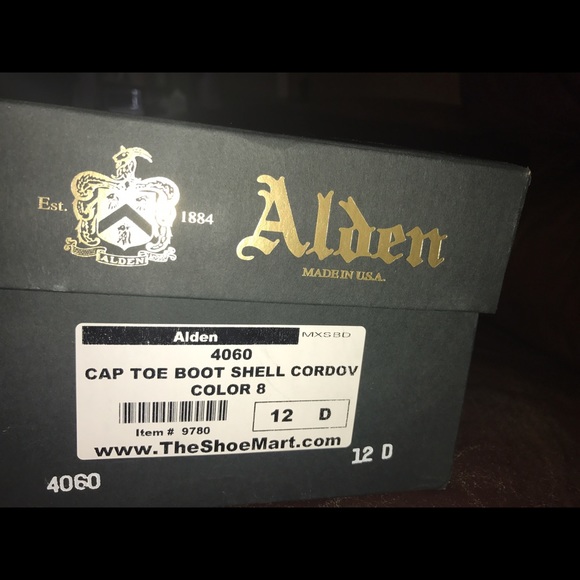 Est.
1884
ALDEN
Alden
MADE IN U.S.A.
Alden
MXSBD
4060
CAP TOE BOOT SHELL CORDOV
COLOR 8
12 D
Item # 9780
www.TheShoeMart.com
4060
12 D